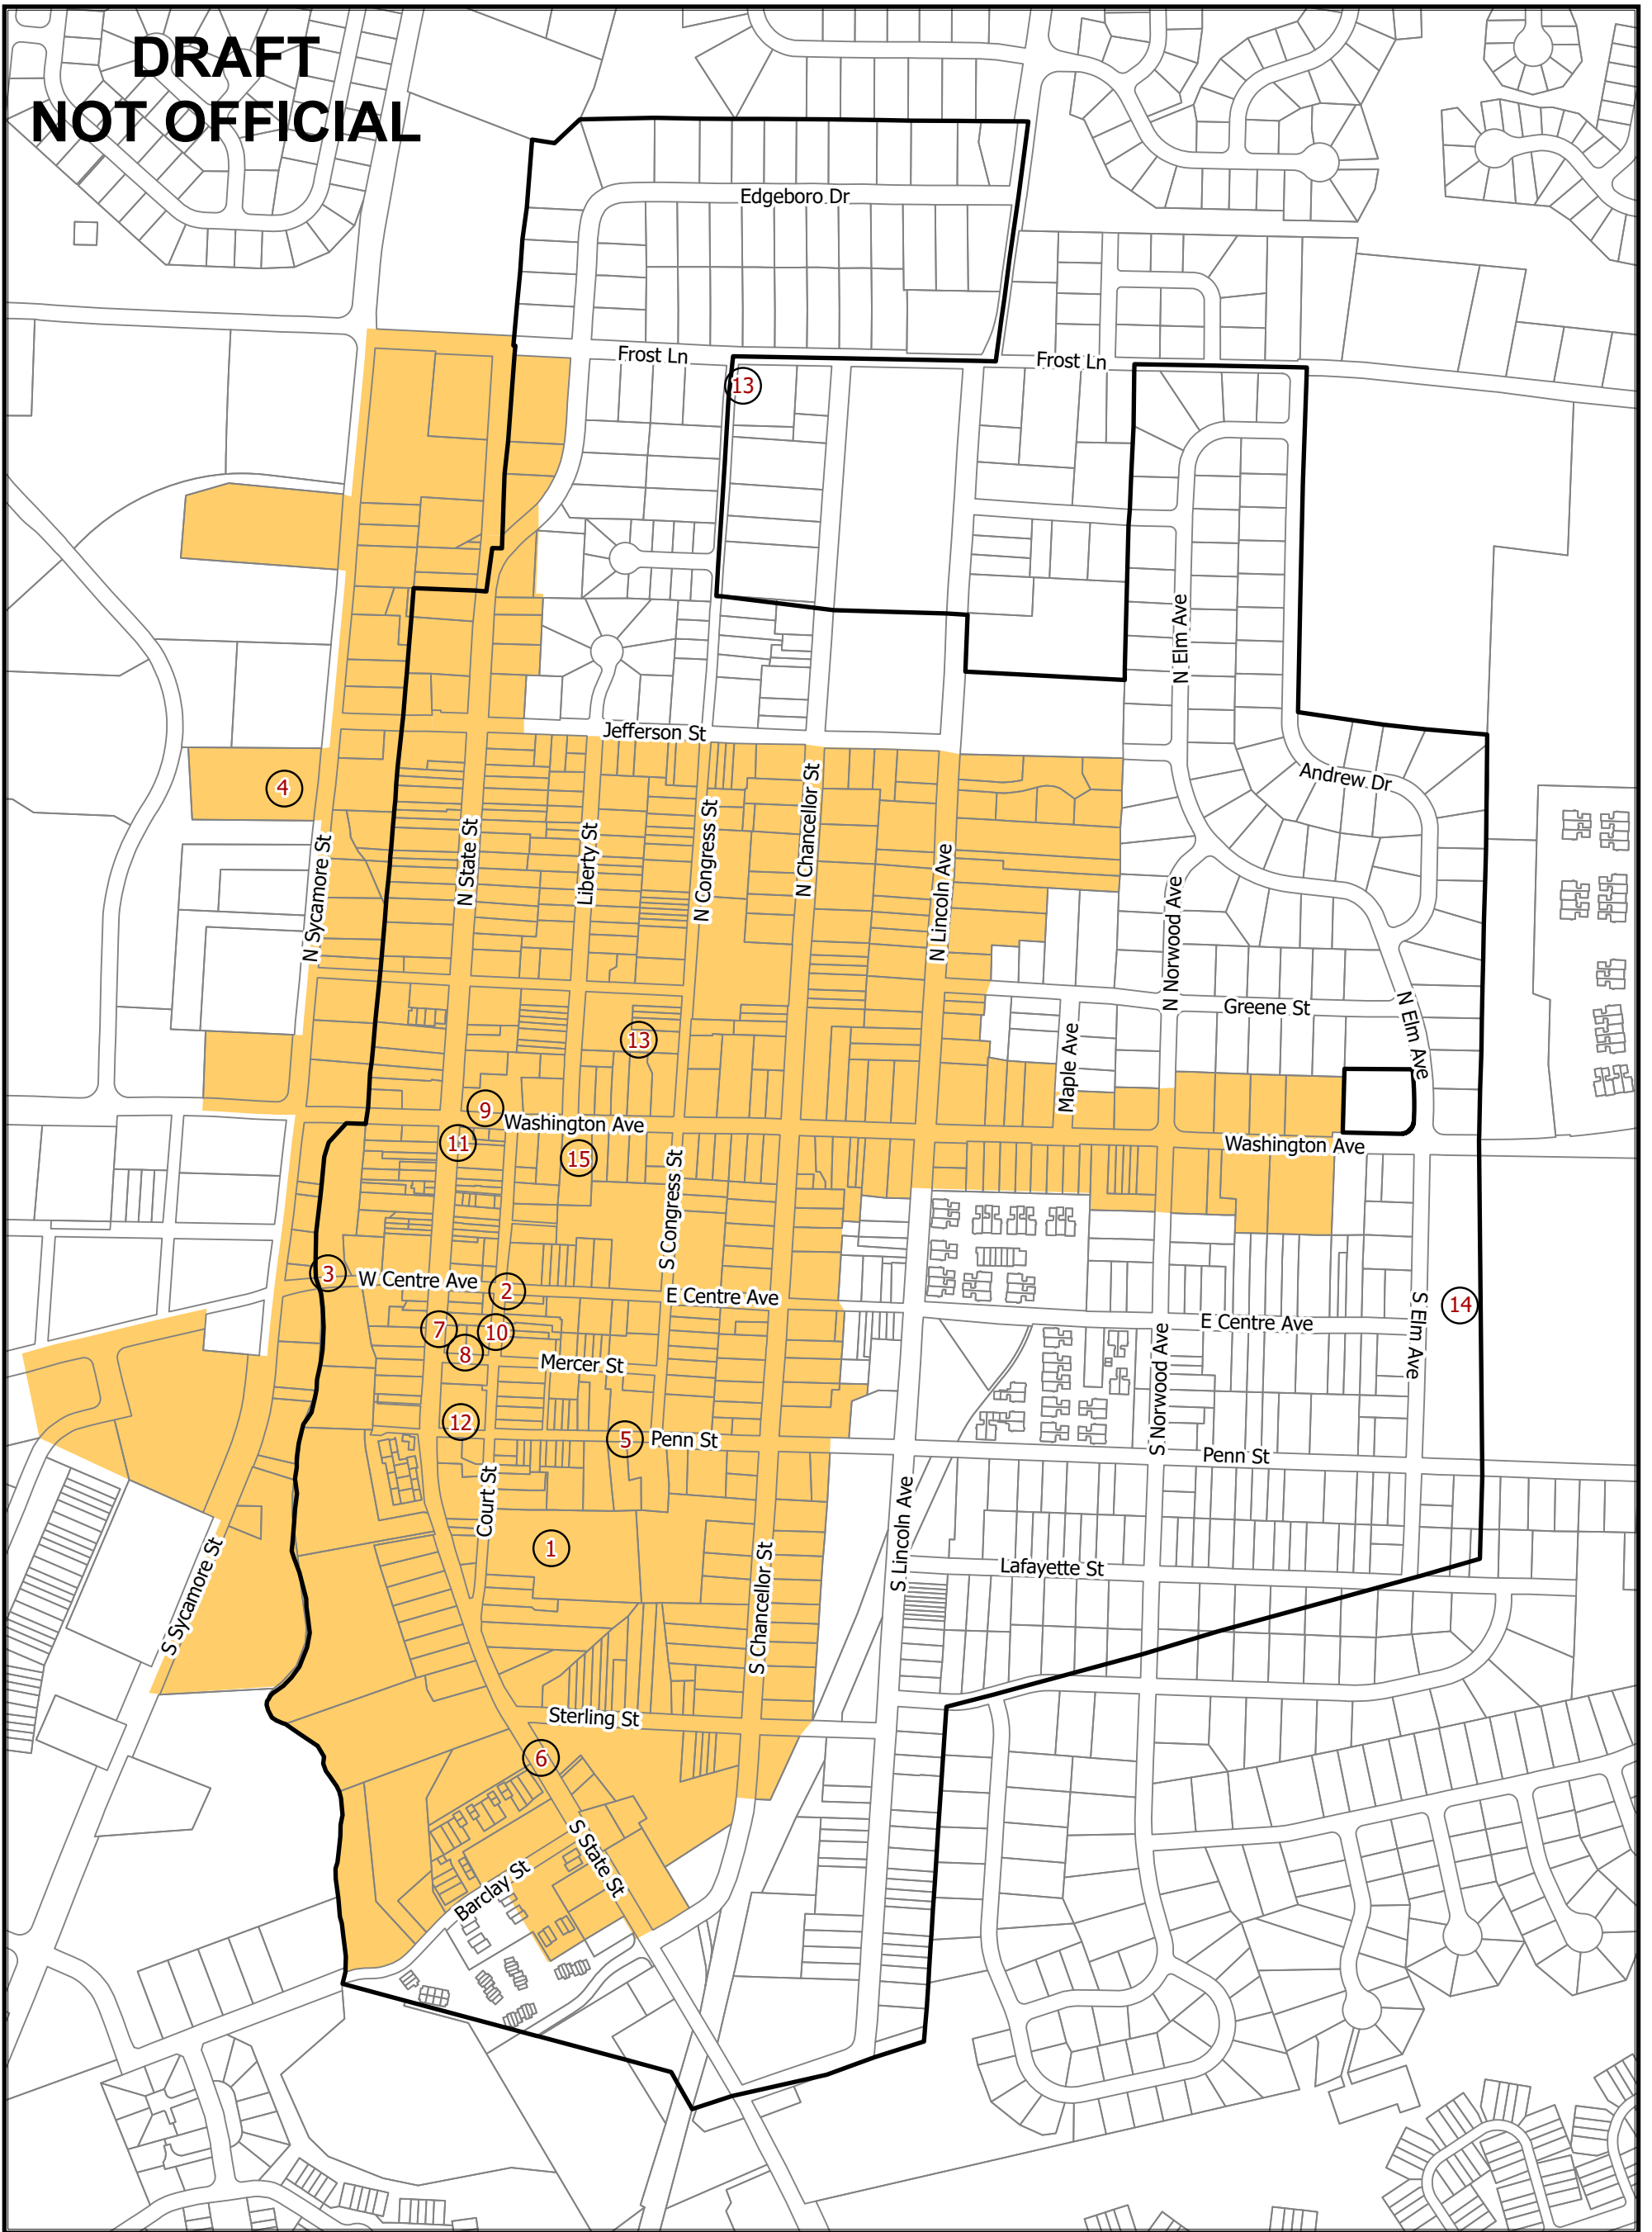 DRAFT
NOT OFFICIAL
Edgeboro Dr
Frost Ln
Frost Ln
13
N Elm Ave
Jefferson St
Andrew Dr
4
N Sycamore St
N State St
Liberty St
N Congress St
N Chancellor St
N Lincoln Ave
N Norwood Ave
Greene St
N Elm Ave
Maple Ave
13
9
Washington Ave
11
15
Washington Ave
S Congress St
3
W Centre Ave
2
E Centre Ave
14
S Elm Ave
E Centre Ave
7
10
8
Mercer St
S Norwood Ave
12
5
Penn St
Penn St
Court St
S Lincoln Ave
1
Lafayette St
S Sycamore St
S Chancellor St
Sterling St
6
S State St
Barclay St